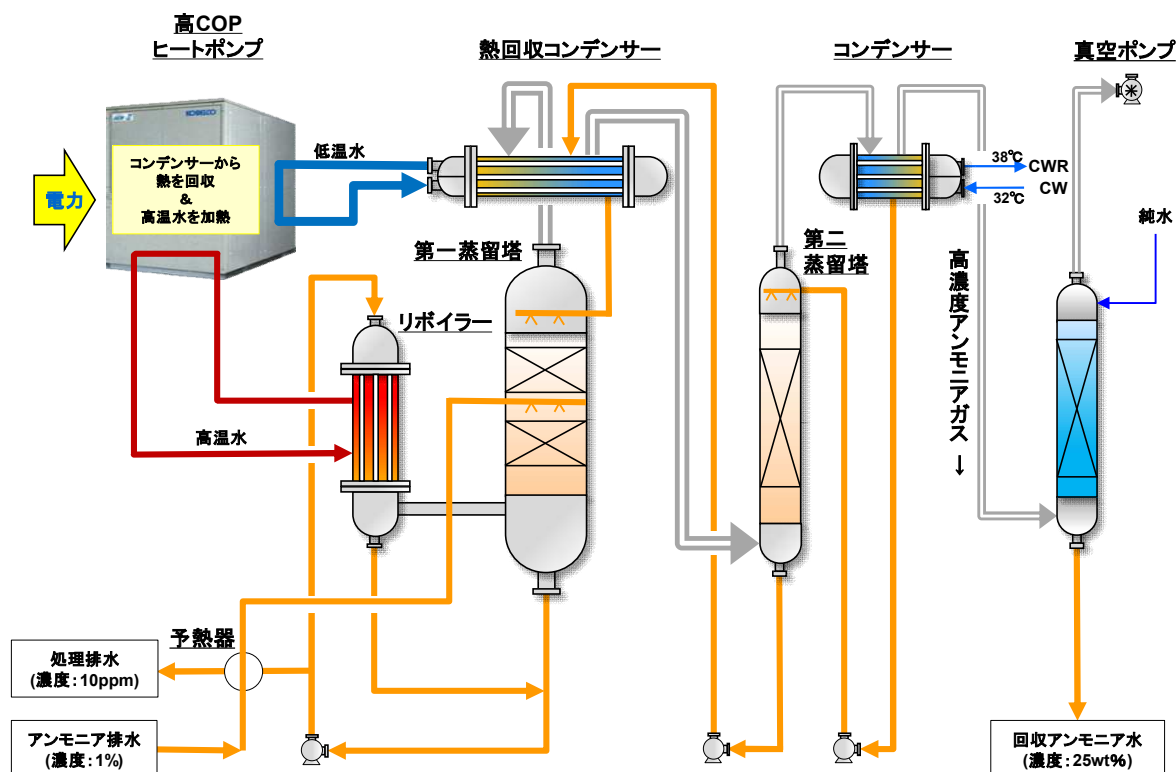 高COP
ヒートポンプ
熱回収コンデンサー
コンデンサー
真空ポンプ
コンデンサーから
熱を回収
&
高温水を加熱
電力
低温水
38℃
CWR
CW
32℃
純水
第一蒸留塔
第二
蒸留塔
高濃度アンモニアガス→
リボイラー
高温水
予熱器
処理排水
(濃度:10ppm)
アンモニア排水
(濃度:1%)
回収アンモニア水
(濃度:25wt%)